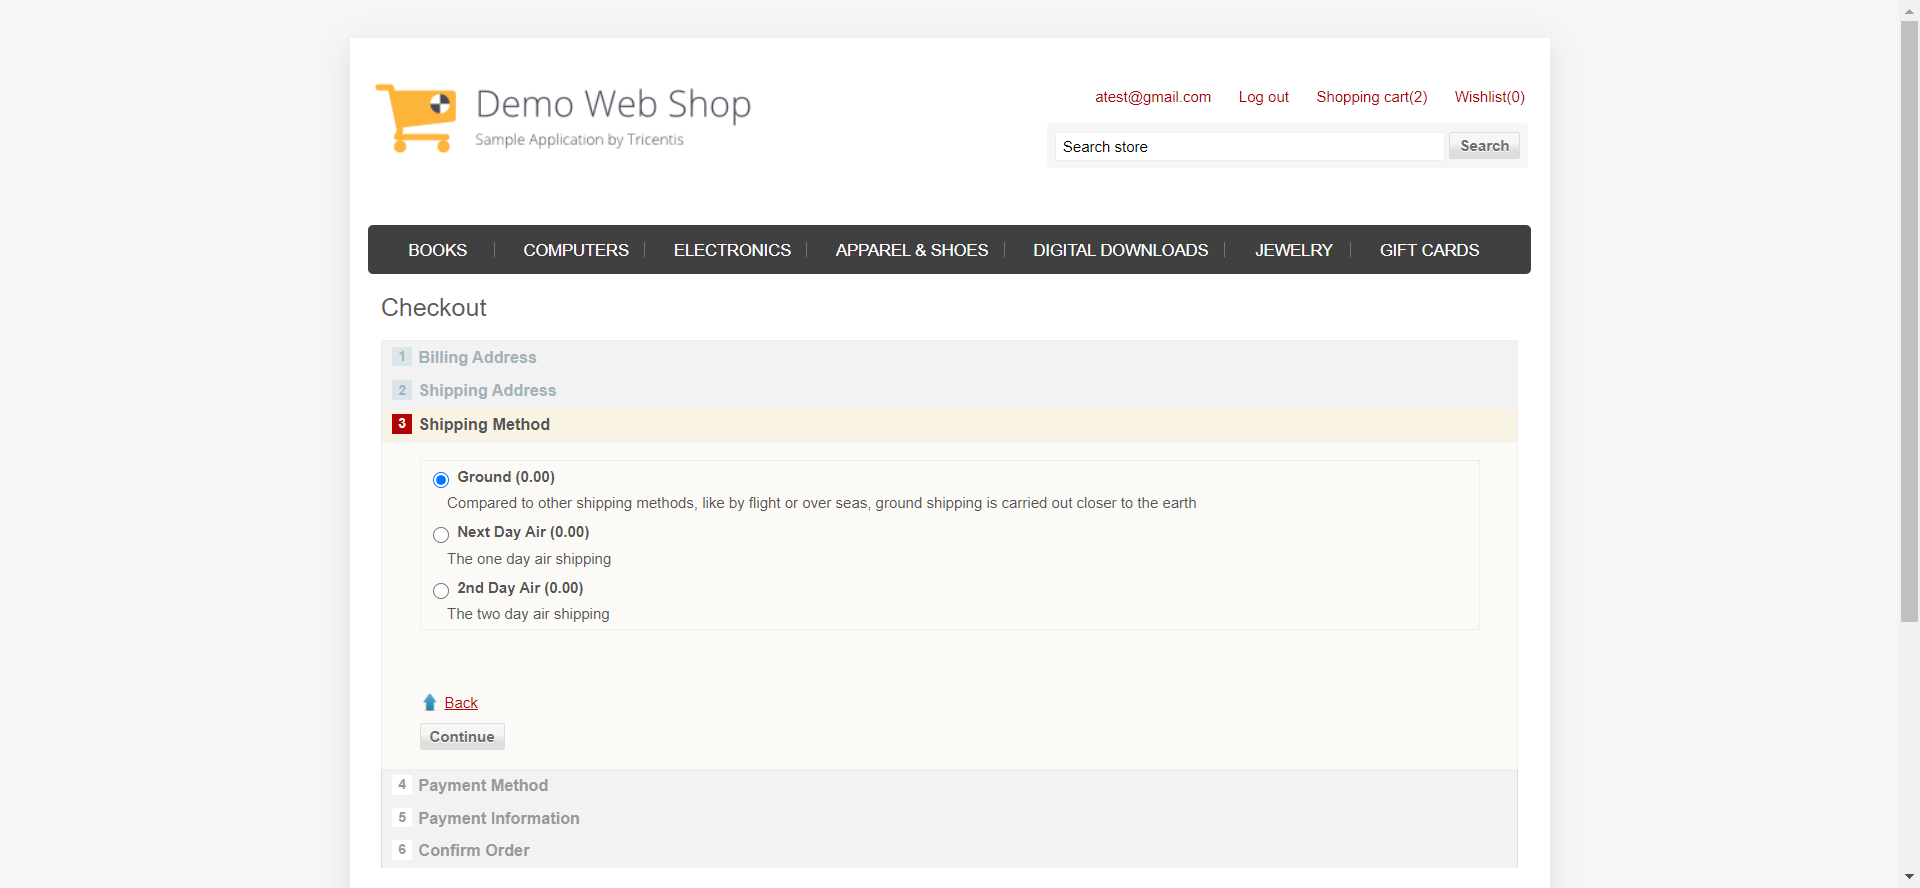 Demo Web Shop
Sample Application by Tricentis
atest@gmail.com Log out Shopping cart(2) Wishlist(0)
Search store Search
BOOKS COMPUTERS ELECTRONICS APPAREL & SHOES DIGITAL DOWNLOADS JEWELRY GIFT CARDS
Checkout
1 Billing Address
2 Shipping Address
3 Shipping Method
Ground (0.00)
Compared to other shipping methods, like by flight or over seas, ground shipping is carried out closer to the earth
Next Day Air (0.00)
The one day air shipping
2nd Day Air (0.00)
The two day air shipping
Back
Continue
4 Payment Method
5 Payment Information
6 Confirm Order